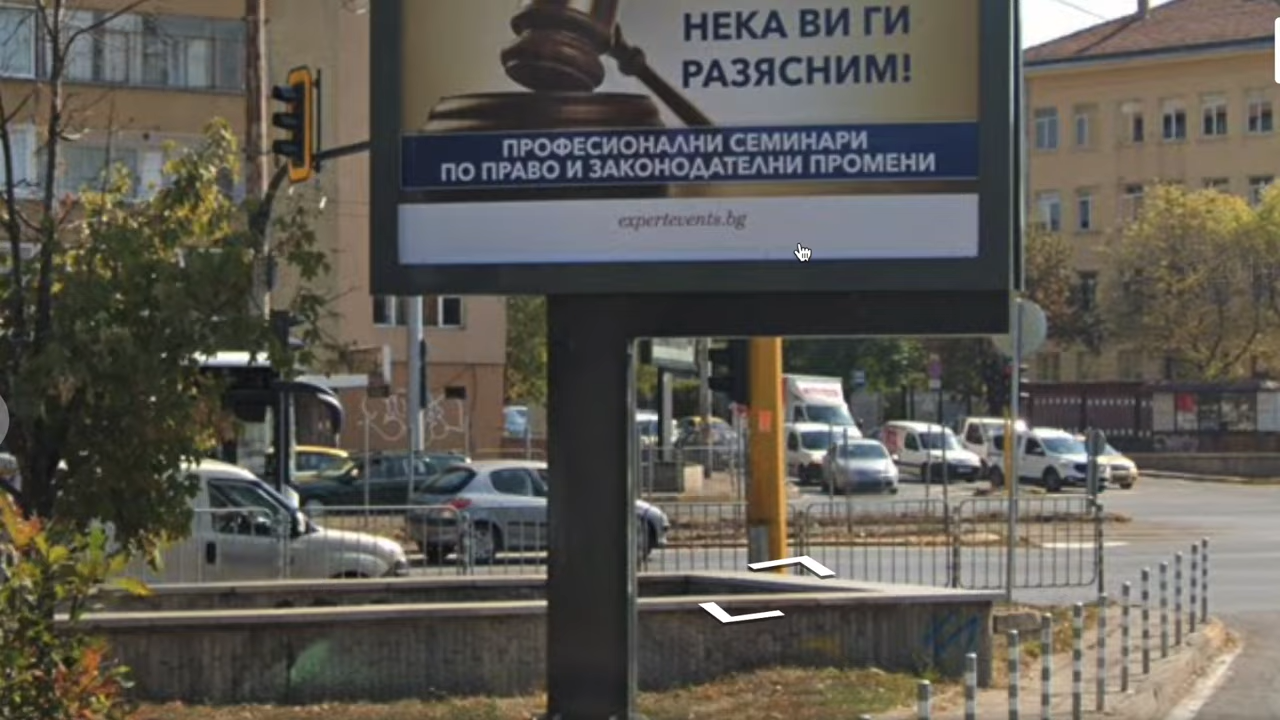 НЕКА ВИ ГИ
РАЗЯСНИМ!
ПРОФЕСИОНАЛНИ СЕМИНАРИ
ПО ПРАВО И ЗАКОНОДАТЕЛНИ ПРОМЕНИ
expertevents.bg